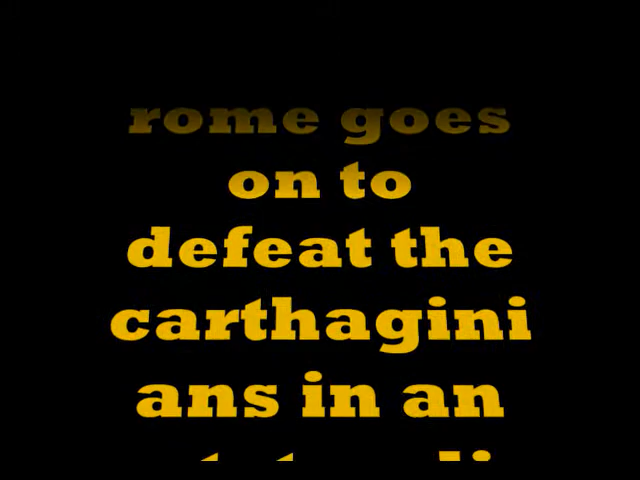 rome goes
on to
defeat the
carthagini
ans in an